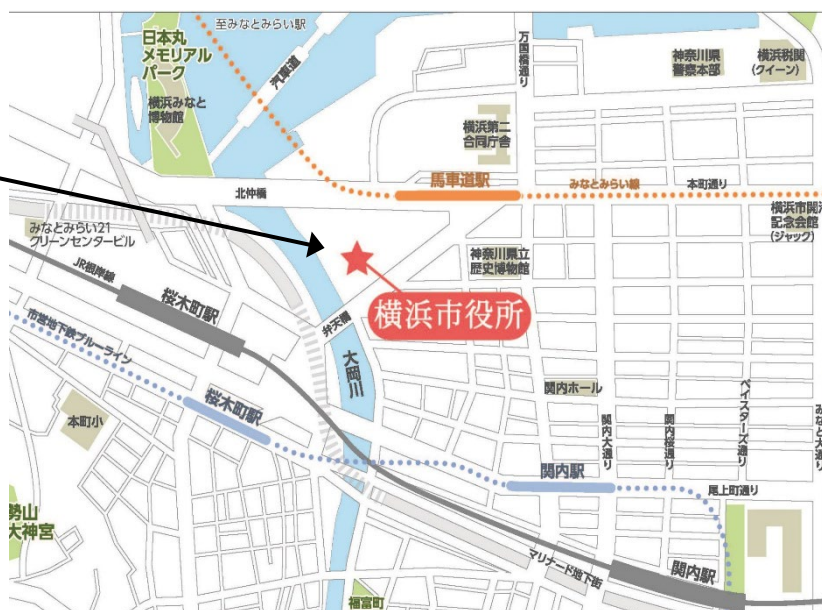 至みなとみらい駅
日本丸
メモリアル
パーク
汽車道
万国橋通り
神奈川県
警察本部
横浜税関
(クイーン)
横浜みなと
博物館
横浜第二
合同庁舎
北仲橋
馬車道駅
みなとみらい線
本町通り
みなとみらい21
グリーンセンタービル
神奈川県立
歴史博物館
横浜市開港
記念会館
(ジャック)
JR根岸線
桜木町駅
横浜市役所
市営地下鉄ブルーライン
弁天橋
大岡川
桜木町駅
関内ホール
本町小
関内大通り
関内桜通り
ベイスターズ通り
みなと大通り
関内駅
尾上町通り
勢山
大神宮
マリナード地下街
関内駅
福富町